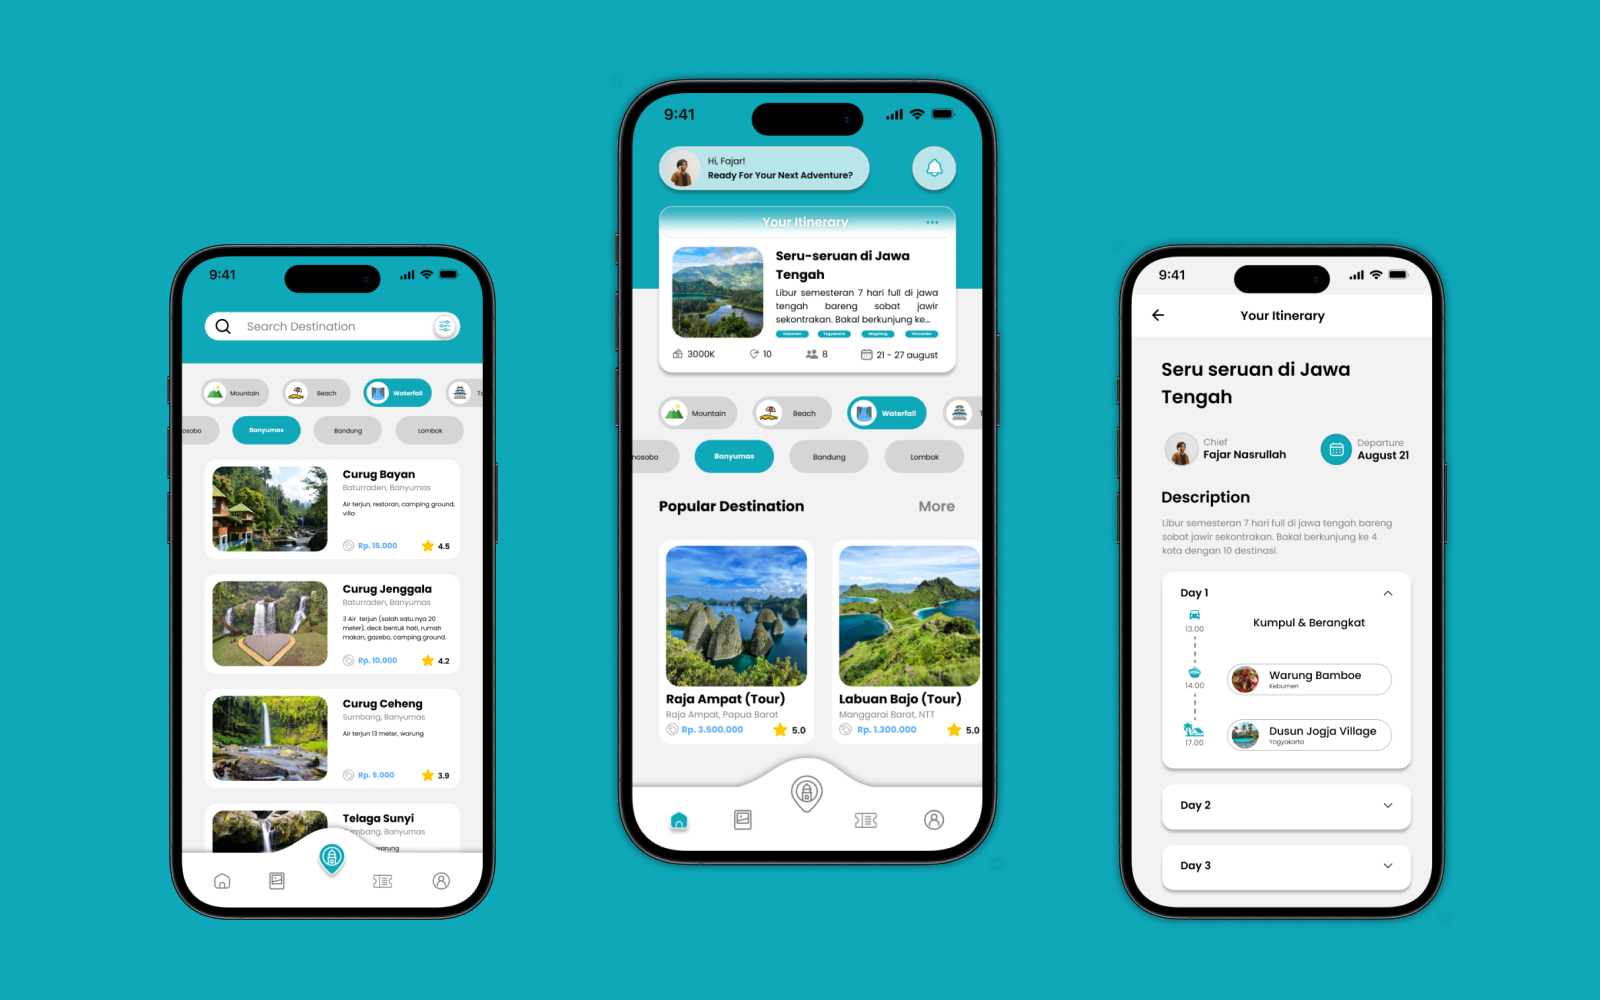 9:41
Search Destination
Mountain
Beach
Waterfall
osobo
Banyumas
Bandung
Lombok
Curug Bayan
Baturraden, Banyumas
Air terjun, restoran, camping ground,
villa
Rp. 15.000
4.5
Curug Jenggala
Baturraden, Banyumas
3 Air terjun (salah satu nya 20
meter), deck bentuk hati, rumah
makan, gazebo, camping ground.
Rp. 10.000
4.2
Curug Ceheng
Sumbang, Banyumas
Air terjun 13 meter, warung
Rp. 5.000
3.9
Telaga Sunyi
mbang, Banyumas
warung
9:41
Hi, Fajar!
Ready For Your Next Adventure?
Your Itinerary
Seru-seruan di Jawa
Tengah
Libur semesteran 7 hari full di jawa
tengah bareng sobat jawir
sekontrakan. Bakal berkunjung ke...
Kebumen
Yogyakarta
Magelang
Wonosobo
3000K
10
8
21 - 27 august
Mountain
Beach
Waterfall
nosobo
Banyumas
Bandung
Lombok
Popular Destination
More
Raja Ampat (Tour)
Raja Ampat, Papua Barat
Rp. 3.500.000
5.0
Labuan Bajo (Tour)
Manggarai Barat, NTT
Rp. 1.300.000
5.0
9:41
Your Itinerary
Seru seruan di Jawa
Tengah
Chief
Fajar Nasrullah
Departure
August 21
Description
Libur semesteran 7 hari full di jawa tengah bareng
sobat jawir sekontrakan. Bakal berkunjung ke 4
kota dengan 10 destinasi.
Day 1
13.00
Kumpul & Berangkat
14.00
Warung Bamboe
Kebumen
17.00
Dusun Jogja Village
Yogyakarta
Day 2
Day 3